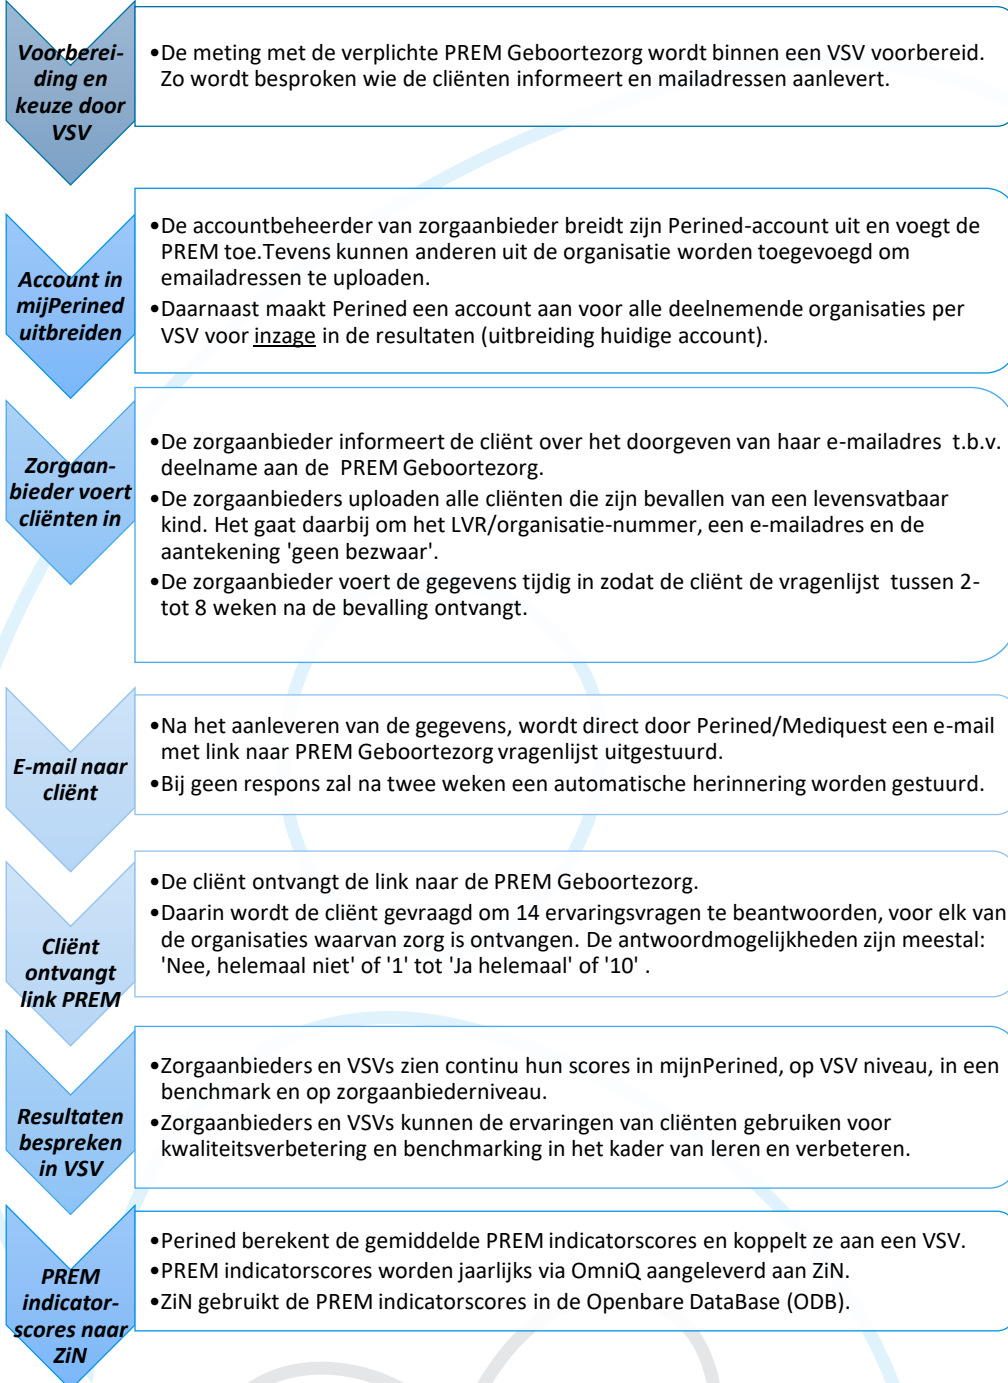 Voorberei-
ding en
keuze door
VSV
•De meting met de verplichte PREM Geboortezorg wordt binnen een VSV voorbereid.
Zo wordt besproken wie de cliënten informeert en mailadressen aanlevert.
Account in
mijPerined
uitbreiden
•De accountbeheerder van zorgaanbieder breidt zijn Perined-account uit en voegt de
PREM toe.Tevens kunnen anderen uit de organisatie worden toegevoegd om
emailadressen te uploaden.
•Daarnaast maakt Perined een account aan voor alle deelnemende organisaties per
VSV voor inzage in de resultaten (uitbreiding huidige account).
Zorgaan-
bieder voert
cliënten in
•De zorgaanbieder informeert de cliënt over het doorgeven van haar e-mailadres t.b.v.
deelname aan de PREM Geboortezorg.
•De zorgaanbieders uploaden alle cliënten die zijn bevallen van een levensvatbaar
kind. Het gaat daarbij om het LVR/organisatie-nummer, een e-mailadres en de
aantekening 'geen bezwaar'.
•De zorgaanbieder voert de gegevens tijdig in zodat de cliënt de vragenlijst tussen 2-
tot 8 weken na de bevalling ontvangt.
E-mail naar
cliënt
•Na het aanleveren van de gegevens, wordt direct door Perined/Mediquest een e-mail
met link naar PREM Geboortezorg vragenlijst uitgestuurd.
•Bij geen respons zal na twee weken een automatische herinnering worden gestuurd.
Cliënt
ontvangt
link PREM
•De cliënt ontvangt de link naar de PREM Geboortezorg.
•Daarin wordt de cliënt gevraagd om 14 ervaringsvragen te beantwoorden, voor elk van
de organisaties waarvan zorg is ontvangen. De antwoordmogelijkheden zijn meestal:
'Nee, helemaal niet' of '1' tot 'Ja helemaal' of '10' .
Resultaten
bespreken
in VSV
•Zorgaanbieders en VSVs zien continu hun scores in mijnPerined, op VSV niveau, in een
benchmark en op zorgaanbiederniveau.
•Zorgaanbieders en VSVs kunnen de ervaringen van cliënten gebruiken voor
kwaliteitsverbetering en benchmarking in het kader van leren en verbeteren.
PREM
indicator-
scores naar
ZiN
•Perined berekent de gemiddelde PREM indicatorscores en koppelt ze aan een VSV.
•PREM indicatorscores worden jaarlijks via OmniQ aangeleverd aan ZiN.
•ZiN gebruikt de PREM indicatorscores in de Openbare DataBase (ODB).